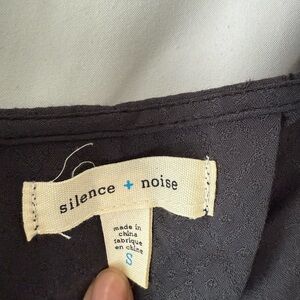 silence + noise
made in
china
fabriqué
en chine
S